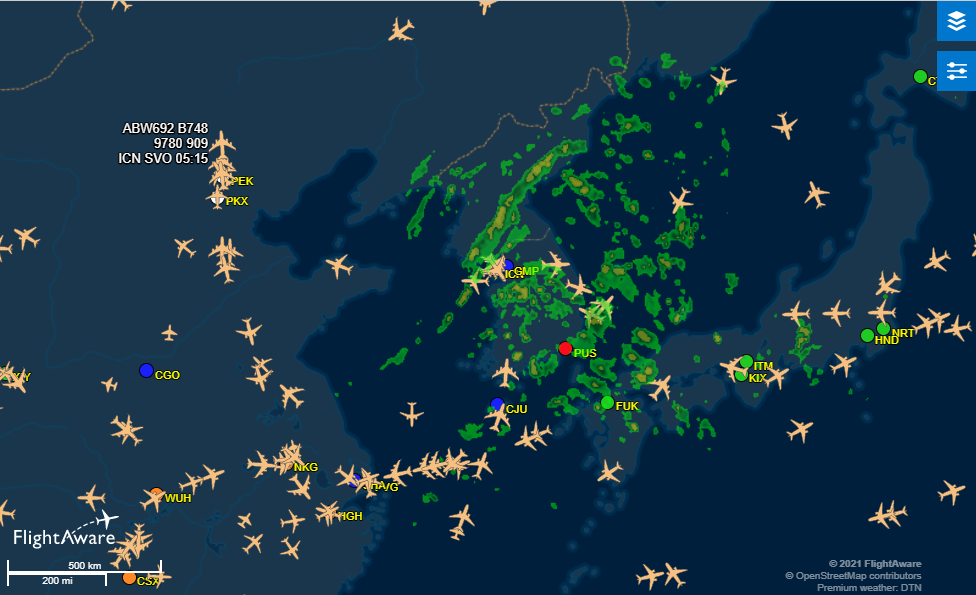 CT
ABW692 B748
9780 909
ICN SVO 05:15
PEK
PKX
GMP
ICN
NRT
HND
PUS
ITM
KIX
CGO
CJU
FUK
NKG
WUH
HGH
FlightAware
500 km
200 mi
CSX
© 2021 FlightAware
© OpenStreetMap contributors
Premium weather: DTN